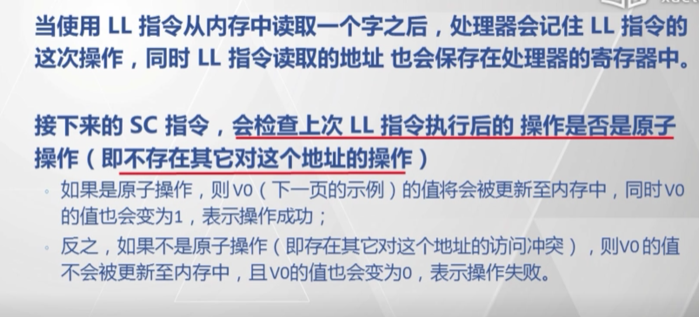 当使用 LL 指令从内存中读取一个字之后，处理器会记住 LL 指令的
这次操作，同时 LL 指令读取的地址 也会保存在处理器的寄存器中。
接下来的 SC 指令，会检查上次 LL 指令执行后的 操作是否是原子
操作（即不存在其它对这个地址的操作）
◦ 如果是原子操作，则 V0（下一页的示例）的值将会被更新至内存中，同时V0
的值也会变为1，表示操作成功；
◦ 反之，如果不是原子操作（即存在其它对这个地址的访问冲突），则V0 的值
不会被更新至内存中，且 V0的值也会变为0，表示操作失败。